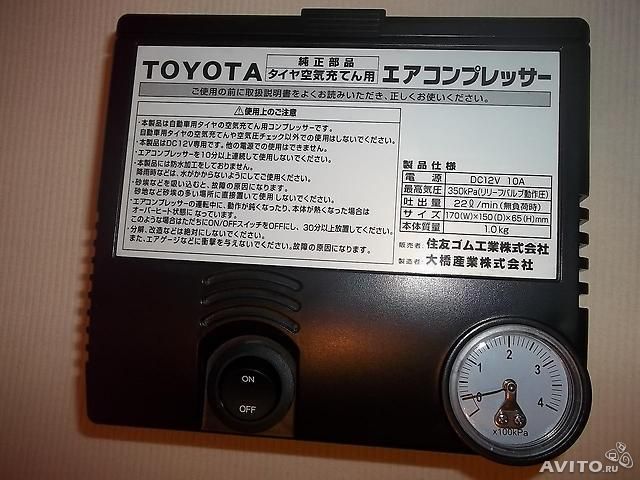 TOYOTA 純正部品 タイヤ空気充てん用 エアコンプレッサー
ご使用の前に取扱説明書をよくお読みいただき、正しくお使いください。
⚠使用上のご注意
・本製品は自動車用タイヤの空気充てん用コンプレッサーです。
自動車用タイヤの空気充てんや空気圧チェック以外での使用はしないでください。
・本製品はDC12V専用です。他の電源での使用はできません。
・エアコンプレッサーを10分以上連続して使用しないでください。
・本製品には防水加工をしておりません。
降雨時などは、水がかからないようにしてご使用ください。
・砂埃などを吸い込むと、故障の原因になります。
砂地など砂埃の多い場所に直接置いて使用しないでください。
・エアコンプレッサーの運転中に、動作が鈍くなったり、本体が熱くなった場合は
オーバーヒート状態になっています。
このような場合はただちにON/OFFスイッチをOFFにし、30分以上放置してください。
・分解、改造などは絶対にしないでください。
また、エアゲージなどに衝撃を与えないでください。故障の原因になります。
製品仕様
電源 DC12V 10A
最高気圧 350kPa(リリーフバルブ動作圧)
吐出量 22ℓ/min(無負荷時)
サイズ 170(W)×150(D)×65(H)mm
本体質量 1.0kg
販売者:住友ゴム工業株式会社
製造者:大橋産業株式会社
ON
OFF
0 1 2 3 4
×100kPa
AVITO.ru